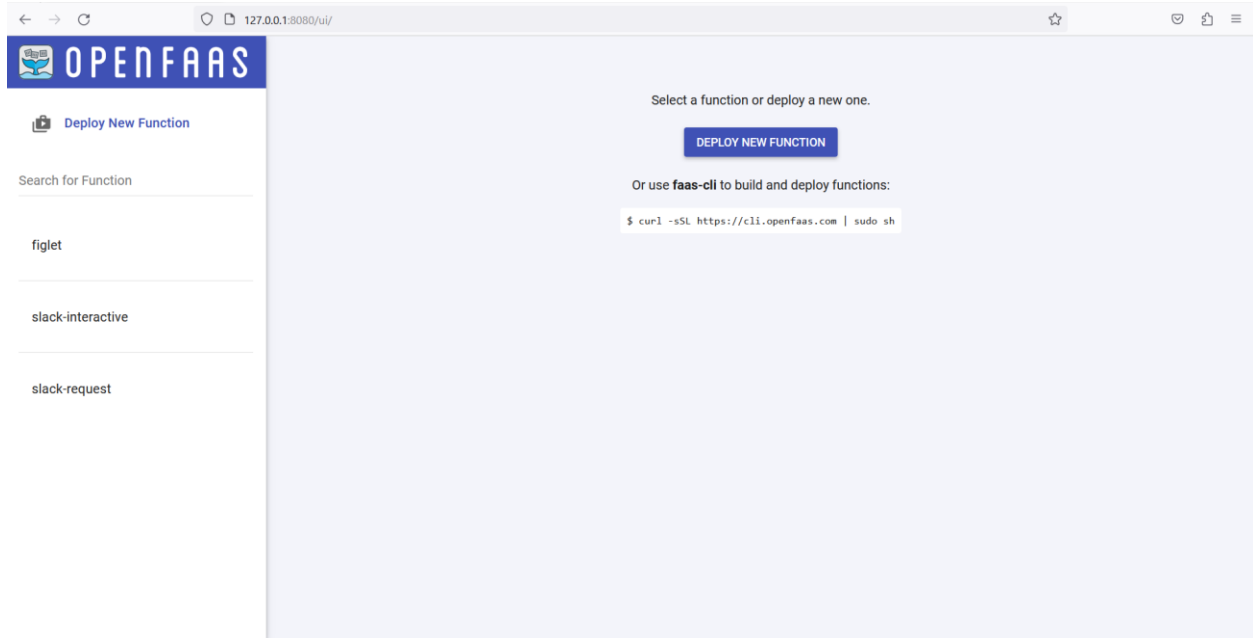 127.0.0.1:8080/ui/
OPENFAAS
Deploy New Function
Search for Function
figlet
slack-interactive
slack-request
Select a function or deploy a new one.
DEPLOY NEW FUNCTION
Or use faas-cli to build and deploy functions:
$ curl -sSL https://cli.openfaas.com | sudo sh